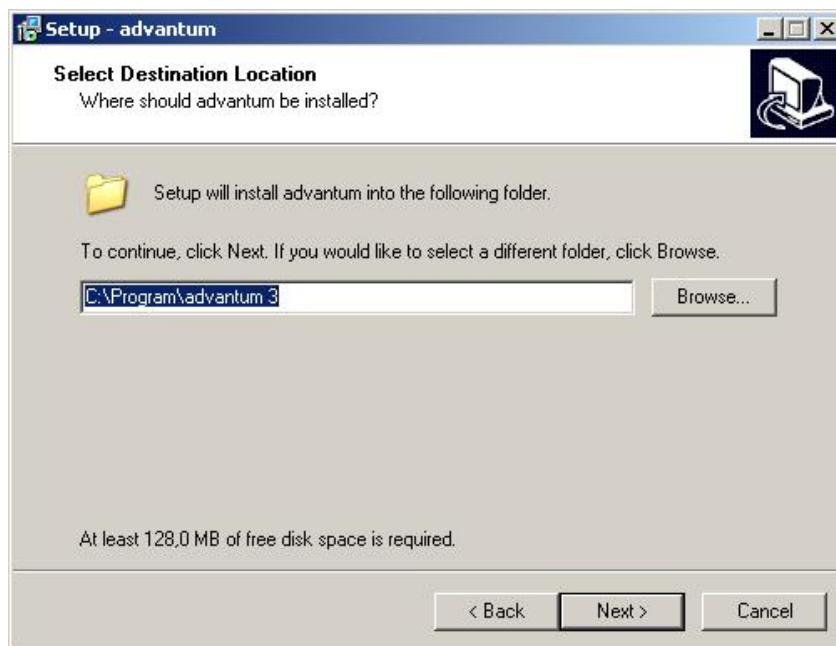 Setup - advantum
Select Destination Location
Where should advantum be installed?
Setup will install advantum into the following folder.
To continue, click Next. If you would like to select a different folder, click Browse.
C:\Program\advantum 3
Browse...
At least 128,0 MB of free disk space is required.
< Back
Next >
Cancel